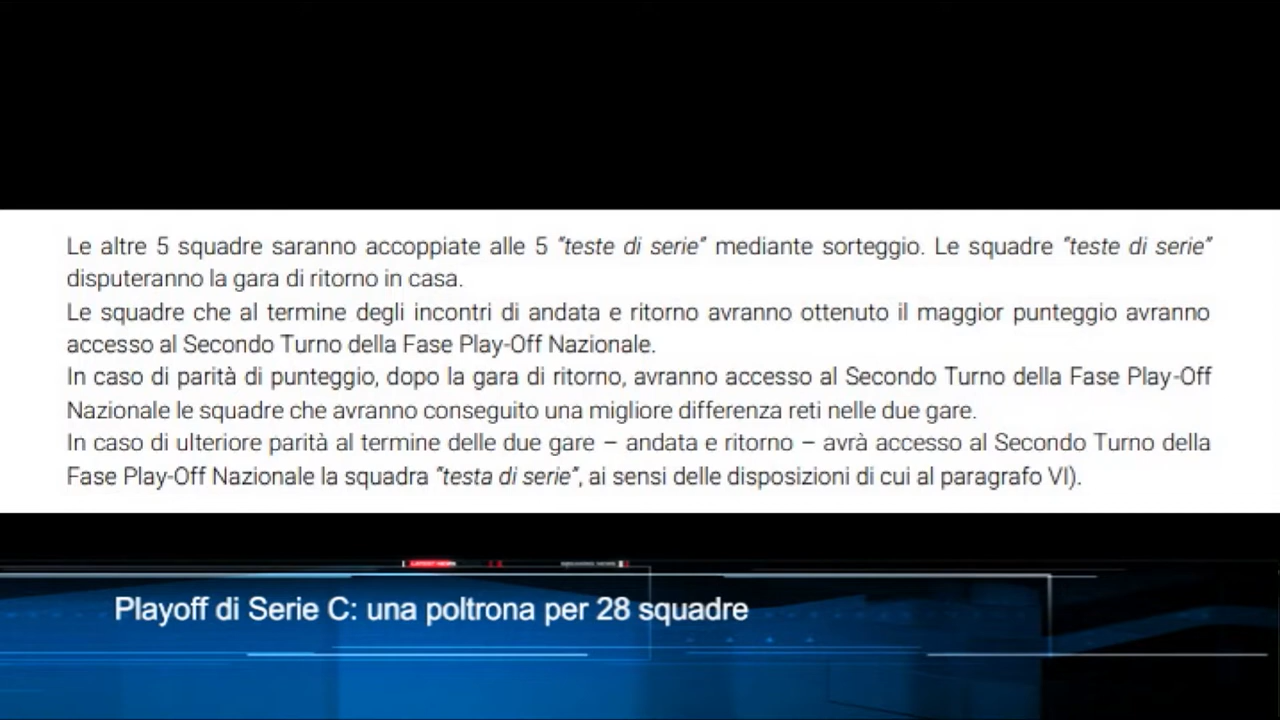 Le altre 5 squadre saranno accoppiate alle 5 "teste di serie" mediante sorteggio. Le squadre "teste di serie"
disputeranno la gara di ritorno in casa.
Le squadre che al termine degli incontri di andata e ritorno avranno ottenuto il maggior punteggio avranno
accesso al Secondo Turno della Fase Play-Off Nazionale.
In caso di parità di punteggio, dopo la gara di ritorno, avranno accesso al Secondo Turno della Fase Play-Off
Nazionale le squadre che avranno conseguito una migliore differenza reti nelle due gare.
In caso di ulteriore parità al termine delle due gare – andata e ritorno – avrà accesso al Secondo Turno della
Fase Play-Off Nazionale la squadra "testa di serie", ai sensi delle disposizioni di cui al paragrafo VI).
Playoff di Serie C: una poltrona per 28 squadre